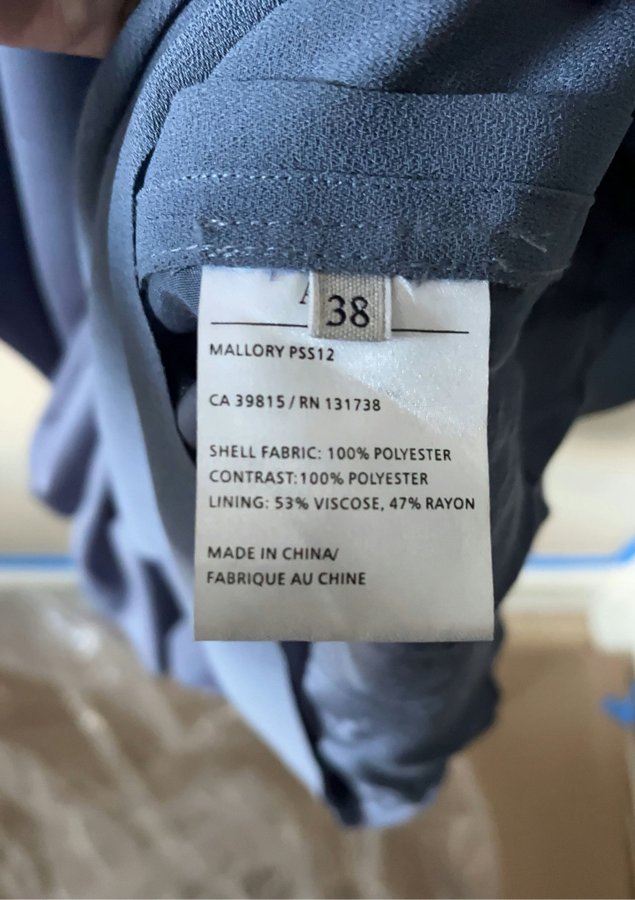 38
MALLORY PSS12
CA 39815 / RN 131738
SHELL FABRIC: 100% POLYESTER
CONTRAST:100% POLYESTER
LINING: 53% VISCOSE, 47% RAYON
MADE IN CHINA/
FABRIQUE AU CHINE